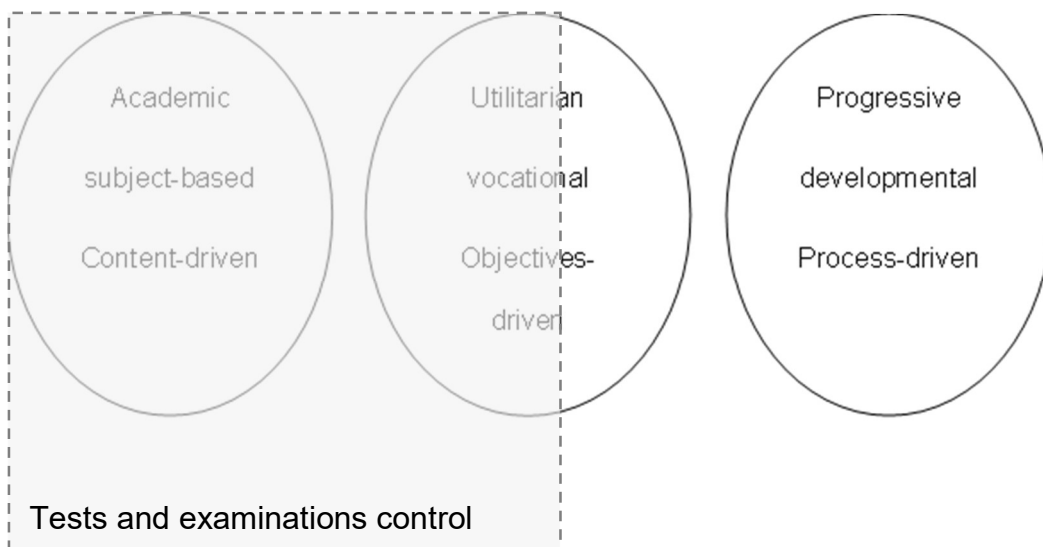 Academic
subject-based
Content-driven
Utilitarian
vocational
Objectives-
driven
Progressive
developmental
Process-driven
Tests and examinations control